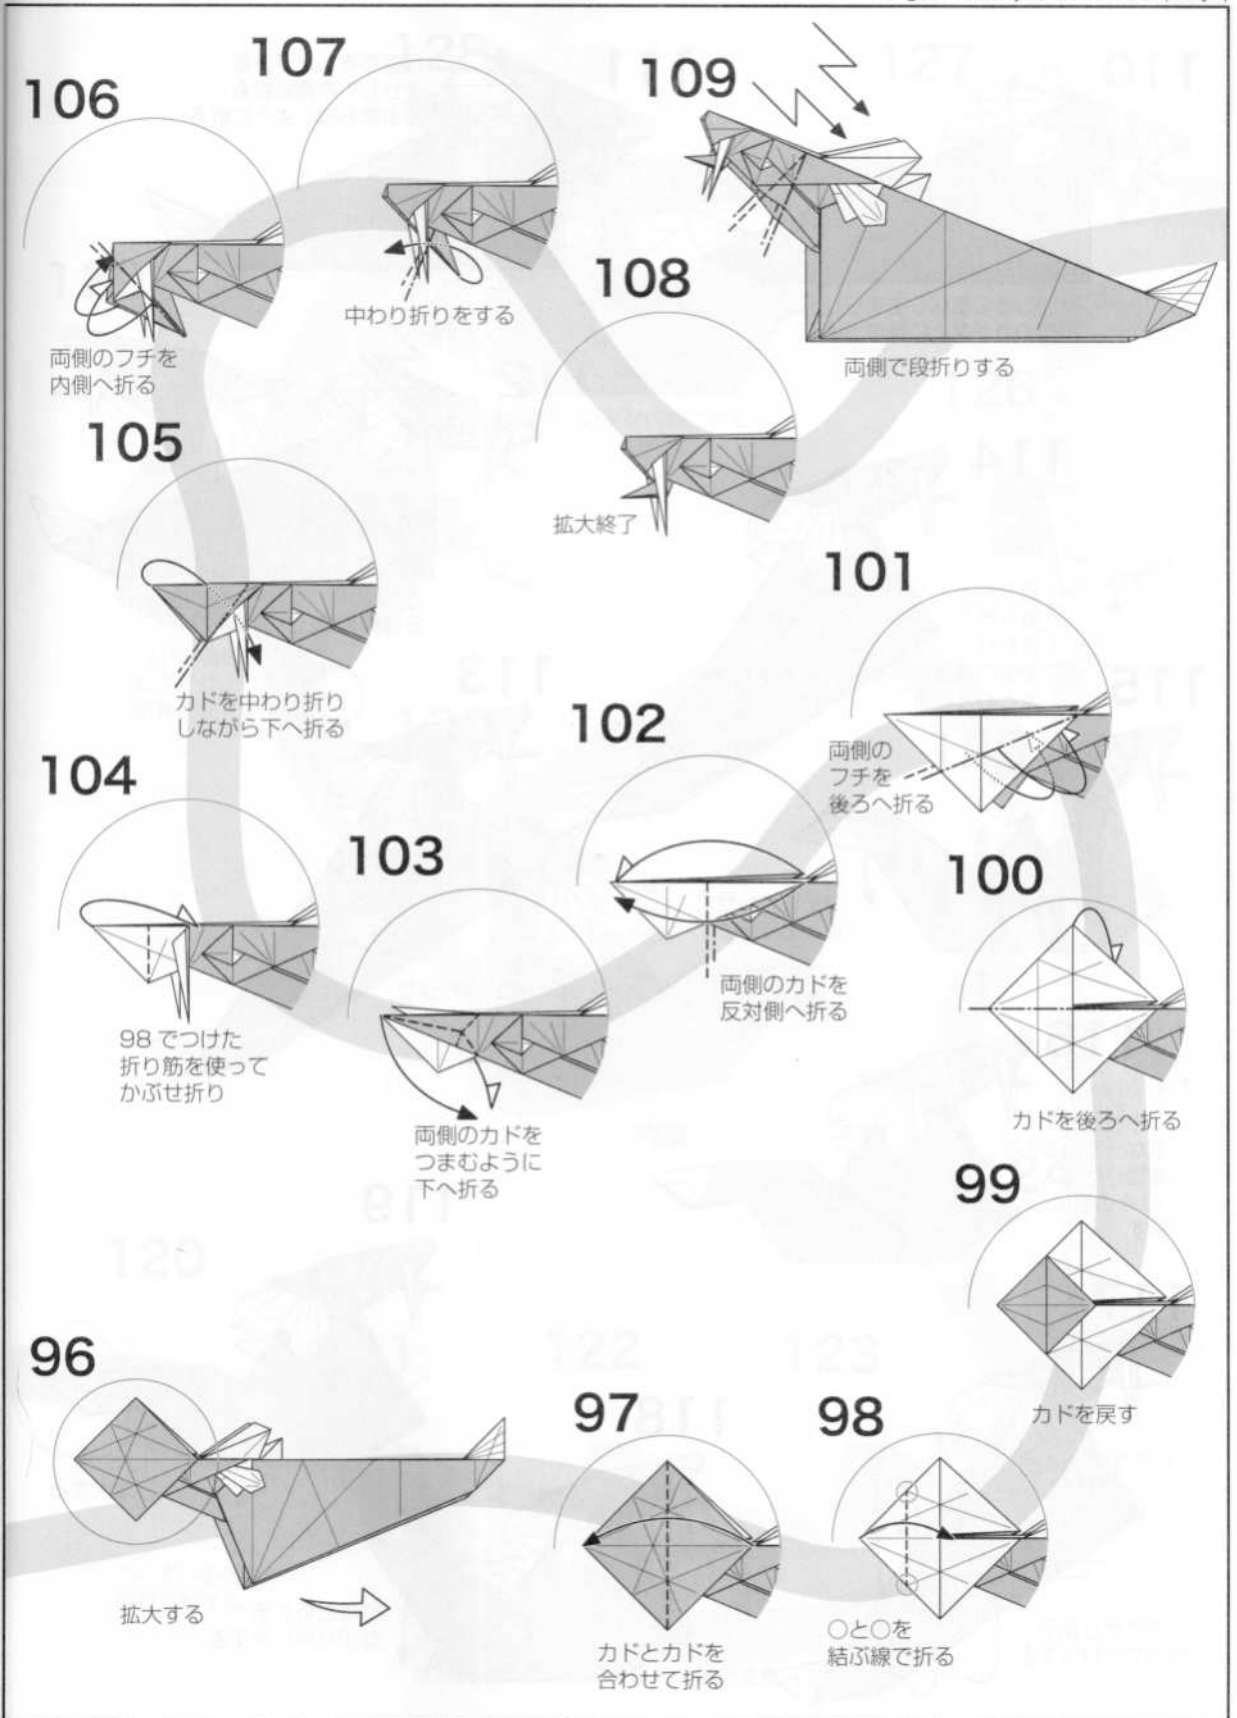 96
拡大する
97
カドとカドを
合わせて折る
98
○と○を
結ぶ線で折る
99
カドを戻す
100
カドを後ろへ折る
101
両側の
フチを
後ろへ折る
102
両側のカドを
反対側へ折る
103
両側のカドを
つまむように
下へ折る
104
98 でつけた
折り筋を使って
かぶせ折り
105
カドを中わり折り
しながら下へ折る
106
両側のフチを
内側へ折る
107
中わり折りをする
108
拡大終了
109
両側で段折りする